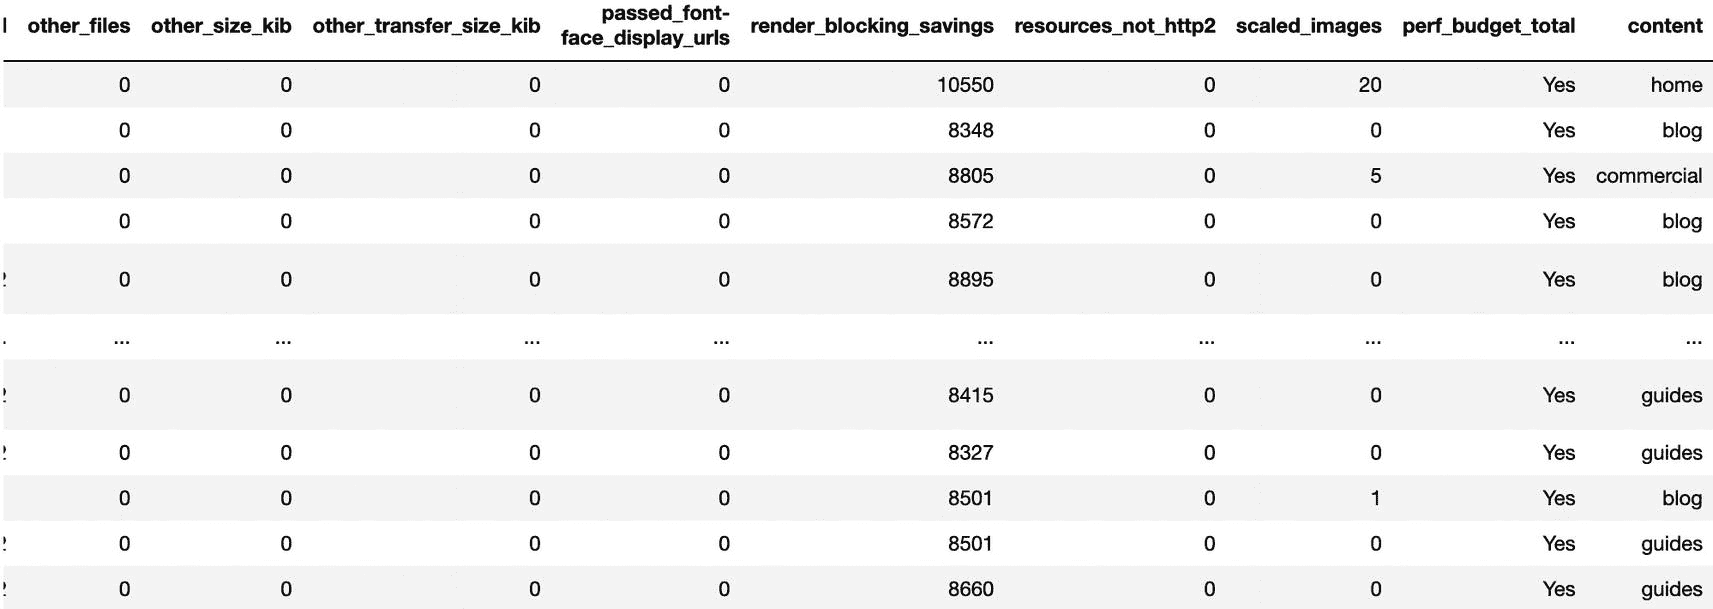 other_files other_size_kib other_transfer_size_kib passed_font-face_display_urls render_blocking_savings resources_not_http2 scaled_images perf_budget_total content
0 0 0 0 10550 0 20 Yes home
0 0 0 0 8348 0 0 Yes blog
0 0 0 0 8805 0 5 Yes commercial
0 0 0 0 8572 0 0 Yes blog
0 0 0 0 8895 0 0 Yes blog
... ... ... ... ... ... ... ... ...
0 0 0 0 8415 0 0 Yes guides
0 0 0 0 8327 0 0 Yes guides
0 0 0 0 8501 0 1 Yes blog
0 0 0 0 8501 0 0 Yes guides
0 0 0 0 8660 0 0 Yes guides